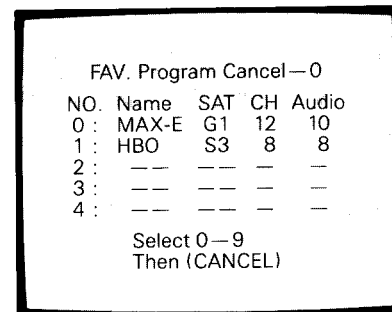 FAV. Program Cancel—0
NO. Name SAT CH Audio
0 : MAX-E G1 12 10
1 : HBO S3 8 8
2 : —— —— — —
3 : —— —— — —
4 : —— —— — —
Select 0—9
Then (CANCEL)